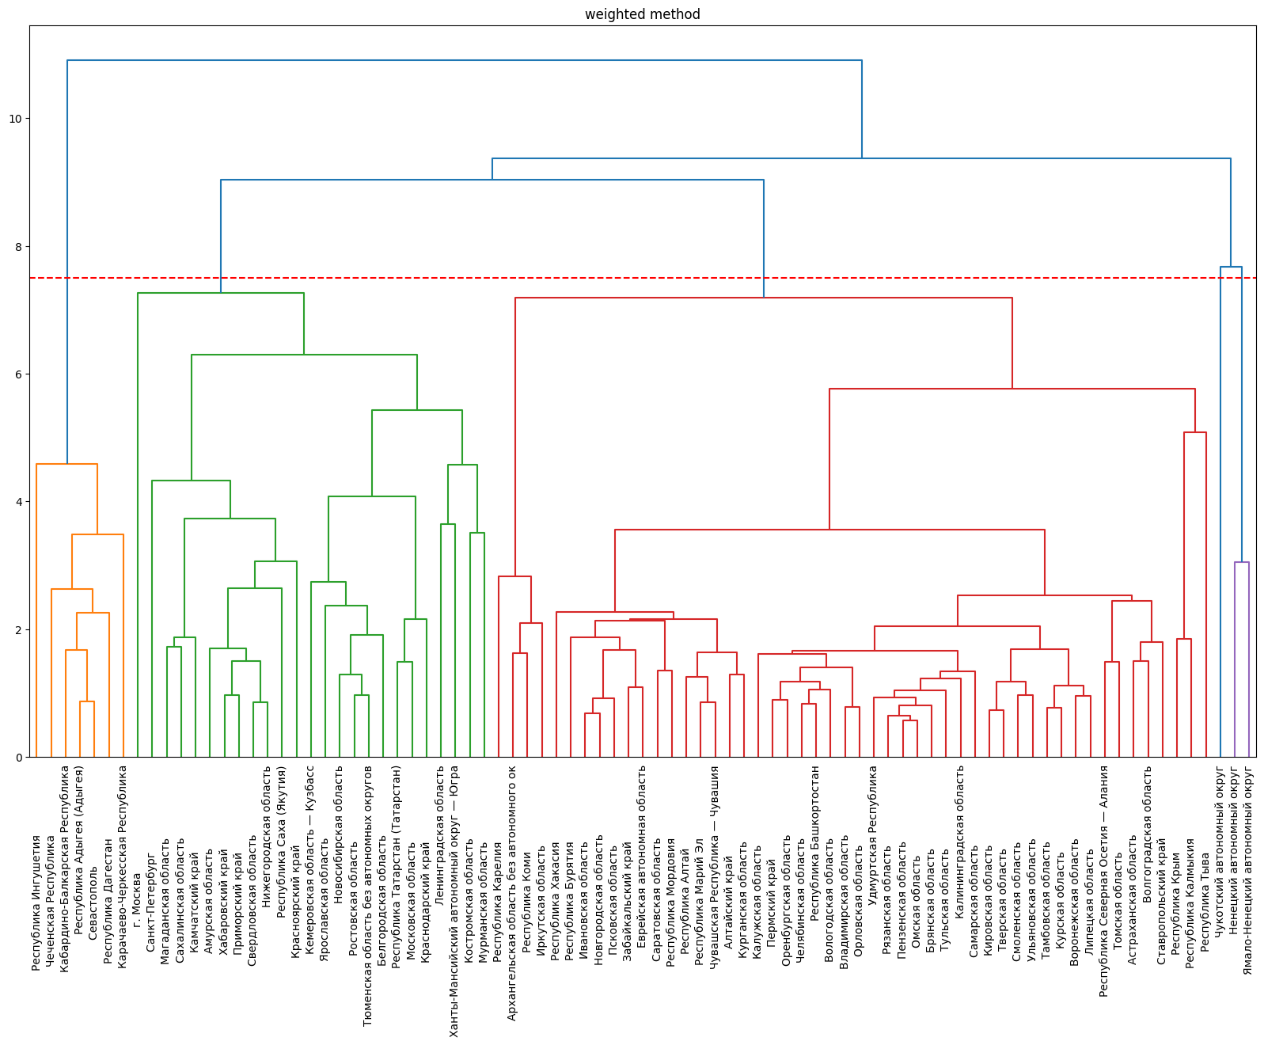 weighted method
10
8
6
4
2
0
Республика Ингушетия
Чеченская Республика
Кабардино-Балкарская Республика
Республика Адыгея (Адыгея)
Севастополь
Республика Дагестан
Карачаево-Черкесская Республика
г. Москва
Санкт-Петербург
Магаданская область
Сахалинская область
Камчатский край
Амурская область
Хабаровский край
Приморский край
Свердловская область
Нижегородская область
Республика Саха (Якутия)
Красноярский край
Кемеровская область — Кузбасс
Ярославская область
Новосибирская область
Ростовская область
Тюменская область без автономных округов
Белгородская область
Республика Татарстан (Татарстан)
Московская область
Краснодарский край
Ленинградская область
Ханты-Мансийский автономный округ — Югра
Костромская область
Мурманская область
Республика Карелия
Архангельская область без автономного ок
Республика Коми
Иркутская область
Республика Хакасия
Республика Бурятия
Ивановская область
Новгородская область
Псковская область
Забайкальский край
Еврейская автономная область
Саратовская область
Республика Мордовия
Республика Алтай
Республика Марий Эл
Чувашская Республика — Чувашия
Алтайский край
Курганская область
Калужская область
Пермский край
Оренбургская область
Челябинская область
Республика Башкортостан
Вологодская область
Владимирская область
Орловская область
Удмуртская Республика
Рязанская область
Пензенская область
Омская область
Брянская область
Тульская область
Калининградская область
Самарская область
Кировская область
Тверская область
Смоленская область
Ульяновская область
Тамбовская область
Курская область
Воронежская область
Липецкая область
Республика Северная Осетия — Алания
Томская область
Астраханская область
Волгоградская область
Ставропольский край
Республика Крым
Республика Калмыкия
Республика Тыва
Чукотский автономный округ
Ненецкий автономный округ
Ямало-Ненецкий автономный округ